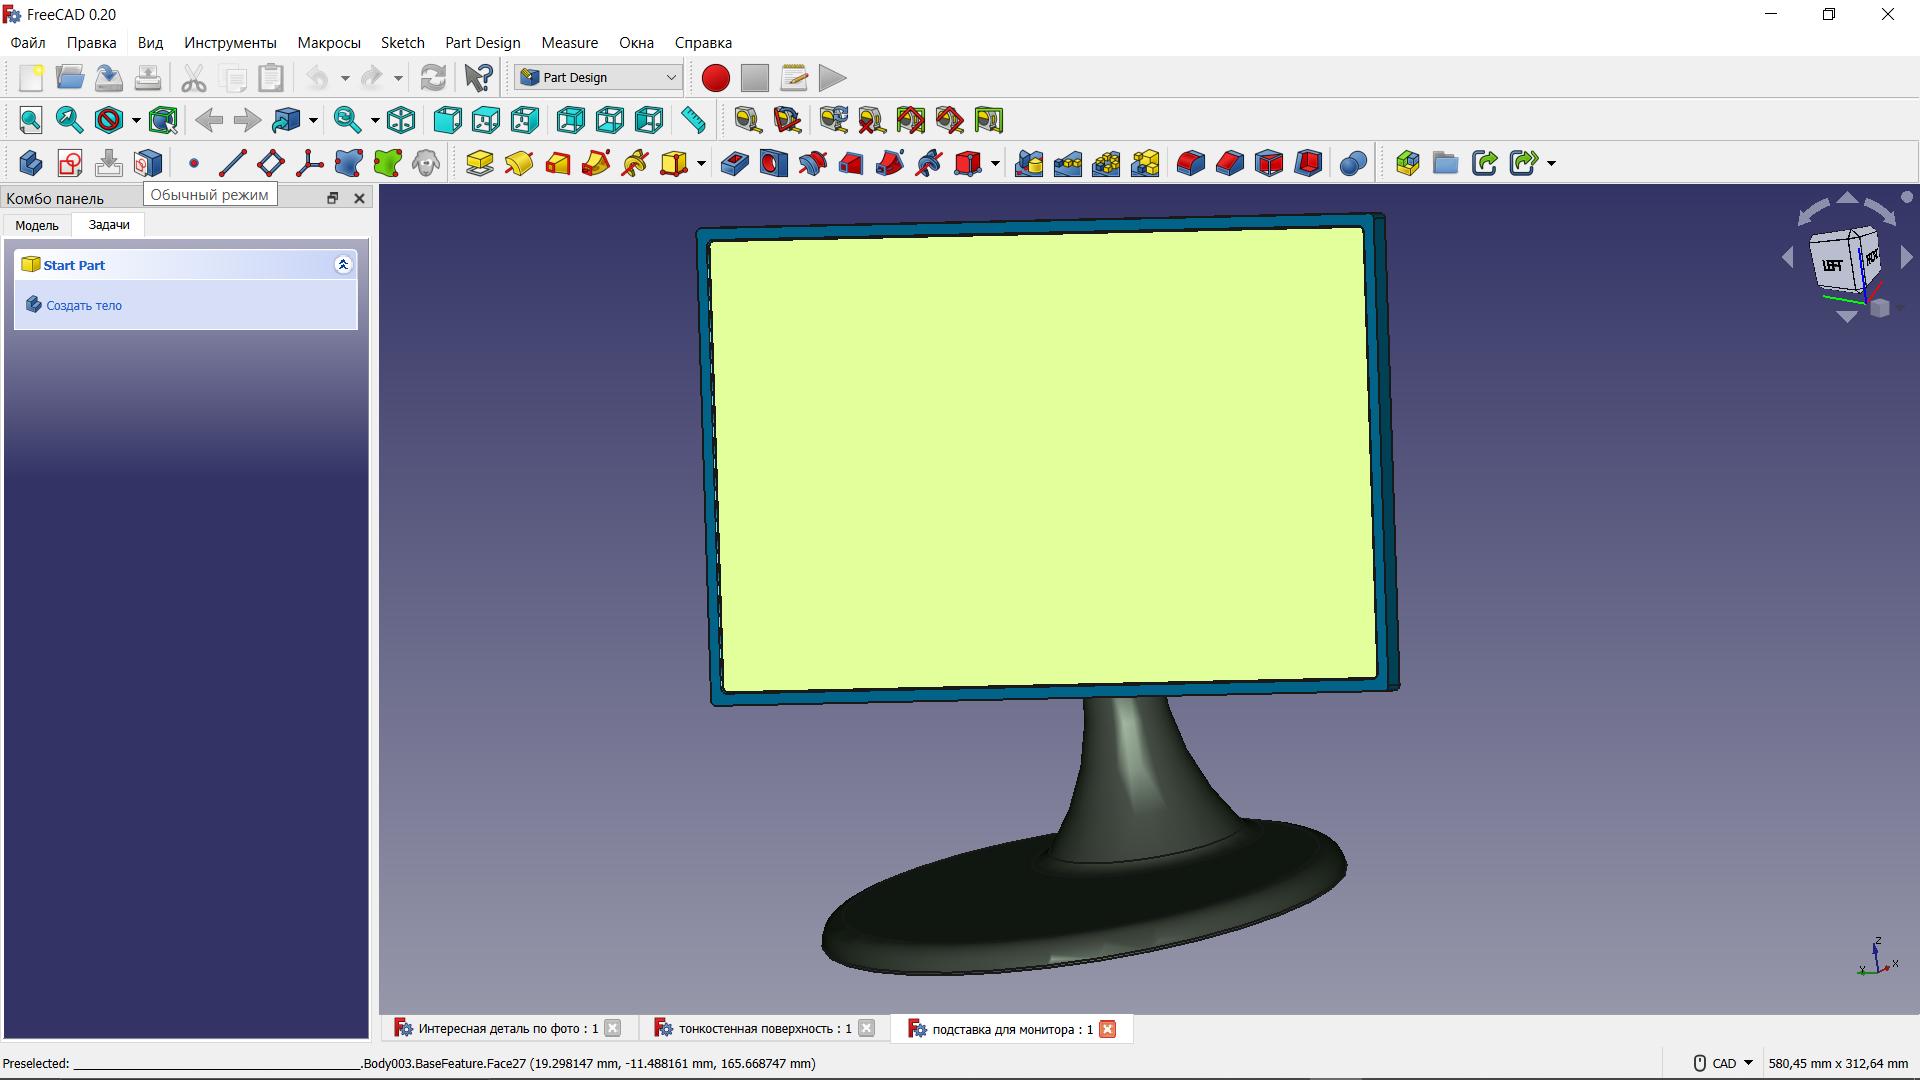 FreeCAD 0.20
Файл Правка Вид Инструменты Макросы Sketch Part Design Measure Окна Справка
Part Design
Комбо панель
Обычный режим
Модель Задачи
Start Part
Создать тело
LEFT
Z
Y X
Интересная деталь по фото : 1 тонкостенная поверхность : 1 подставка для монитора : 1
Preselected: ______________________________________.Body003.BaseFeature.Face27 (19.298147 mm, -11.488161 mm, 165.668747 mm) CAD 580,45 mm x 312,64 mm